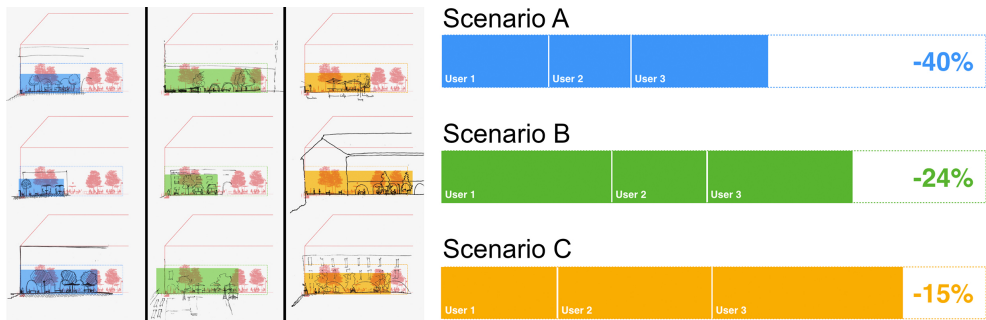 Scenario A
User 1 User 2 User 3 -40%
Scenario B
User 1 User 2 User 3 -24%
Scenario C
User 1 User 2 User 3 -15%